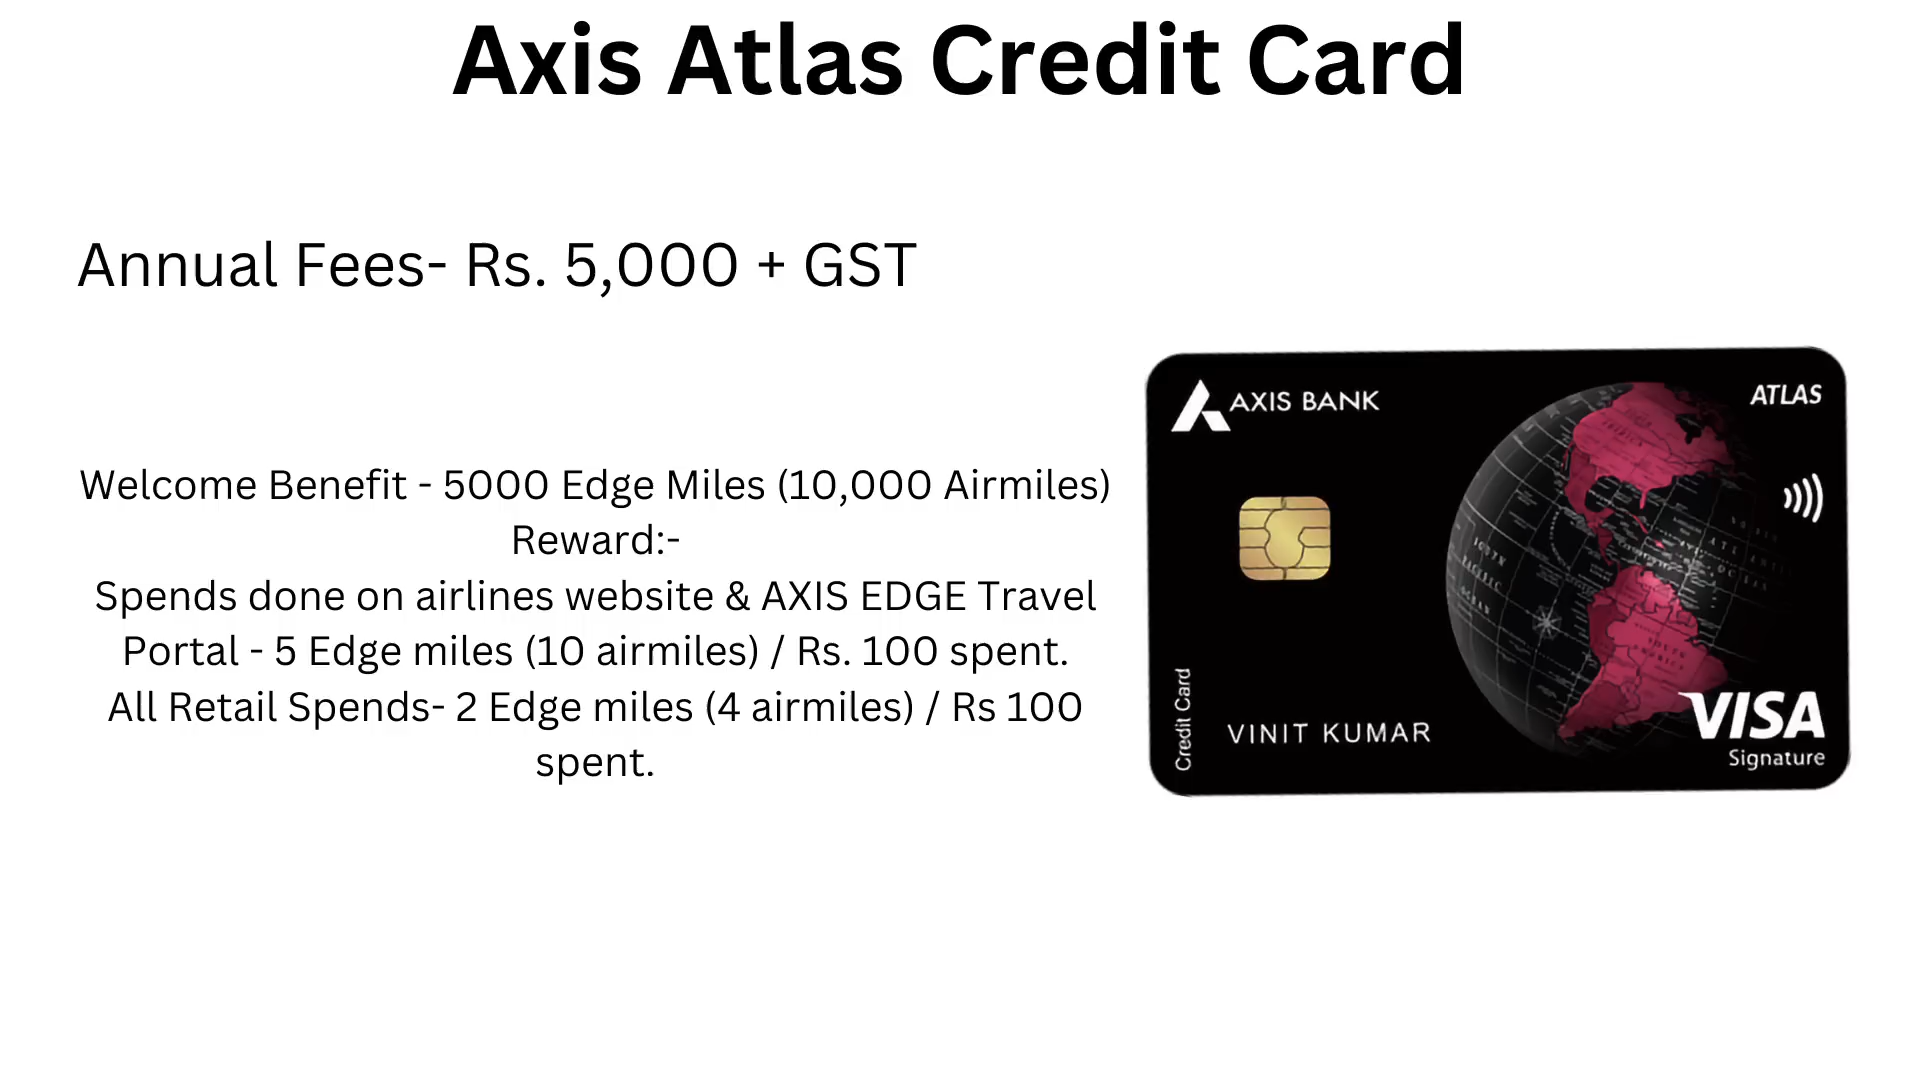 Axis Atlas Credit Card
Annual Fees- Rs. 5,000 + GST
Welcome Benefit - 5000 Edge Miles (10,000 Airmiles)
Reward:-
Spends done on airlines website & AXIS EDGE Travel
Portal - 5 Edge miles (10 airmiles) / Rs. 100 spent.
All Retail Spends- 2 Edge miles (4 airmiles) / Rs 100
spent.
AXIS BANK
ATLAS
Credit Card
VINIT KUMAR
VISA
Signature